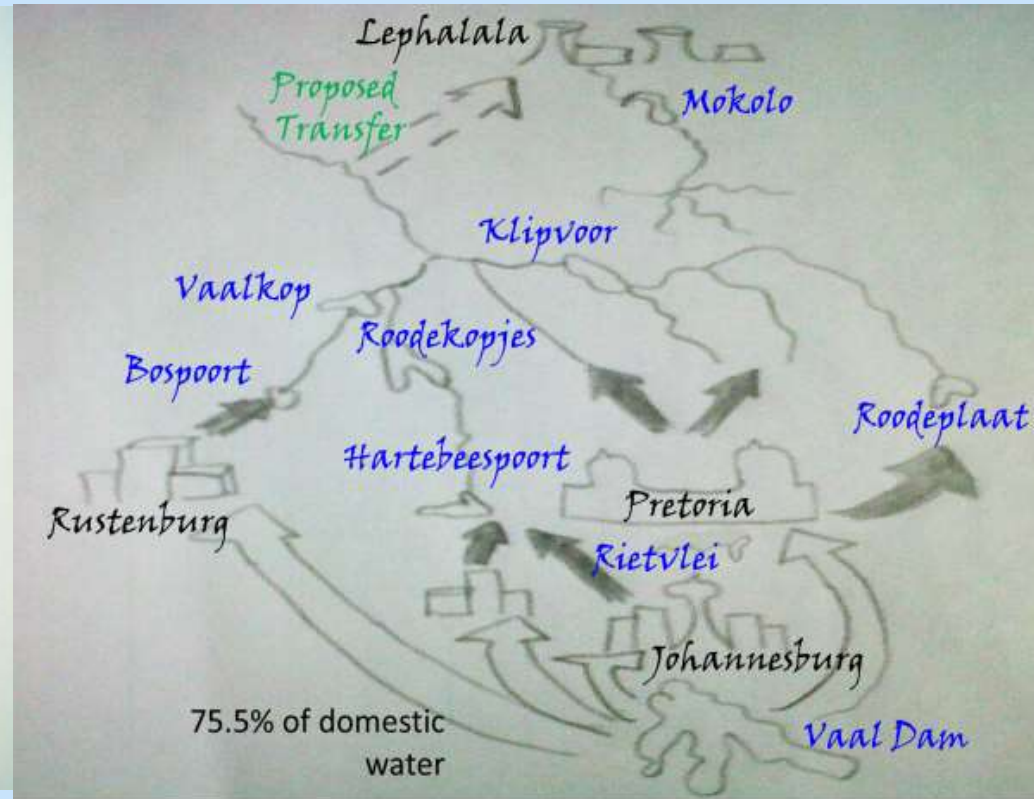 Lephalala
Proposed
Transfer
Mokolo
Klipvoor
Vaalkop
Roodekopjes
Bospoort
Roodeplaat
Hartebeespoort
Pretoria
Rustenburg
Rietvlei
Johannesburg
75.5% of domestic
water
Vaal Dam